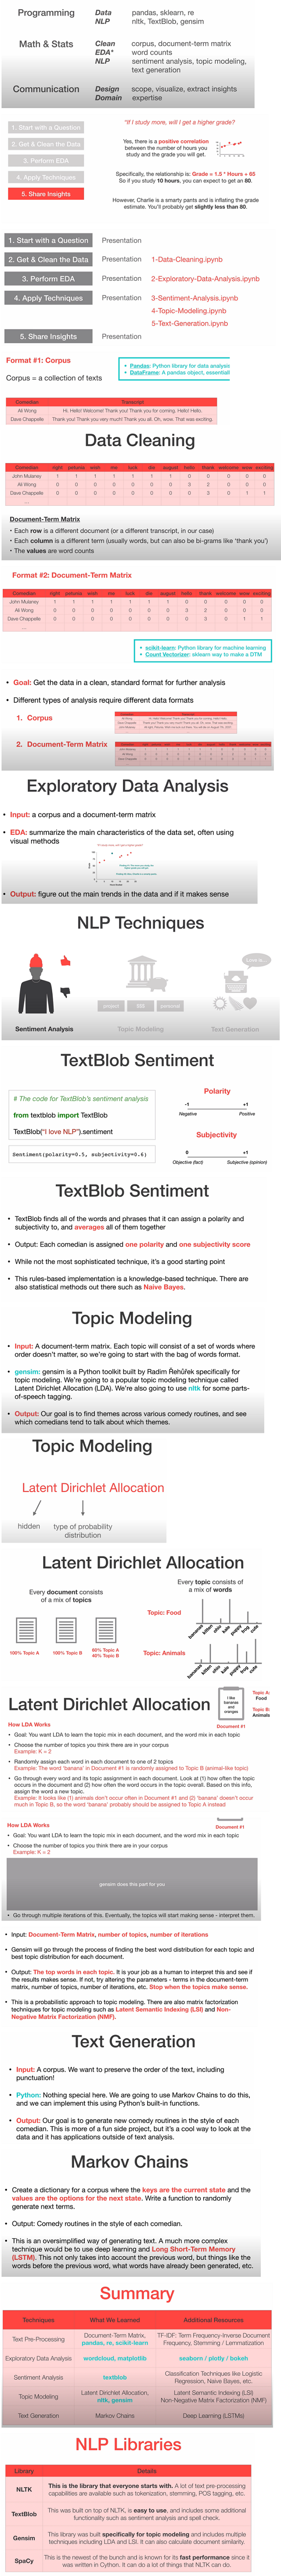 Programming
Data pandas, sklearn, re
NLP nltk, TextBlob, gensim
Math & Stats
Clean corpus, document-term matrix
EDA* word counts
NLP sentiment analysis, topic modeling,
text generation
Communication
Design scope, visualize, extract insights
Domain expertise
1. Start with a Question
2. Get & Clean the Data
3. Perform EDA
4. Apply Techniques
5. Share Insights
"If I study more, will I get a higher grade?
Yes, there is a positive correlation
between the number of hours you
study and the grade you will get.
Specifically, the relationship is: Grade = 1.5 * Hours + 65
So if you study 10 hours, you can expect to get an 80.
However, Charlie is a smarty pants and is inflating the grade
estimate. You'll probably get slightly less than 80.
1. Start with a Question Presentation
2. Get & Clean the Data Presentation 1-Data-Cleaning.ipynb
3. Perform EDA Presentation 2-Exploratory-Data-Analysis.ipynb
4. Apply Techniques Presentation 3-Sentiment-Analysis.ipynb
4-Topic-Modeling.ipynb
5-Text-Generation.ipynb
5. Share Insights Presentation
Format #1: Corpus
Corpus = a collection of texts
• Pandas: Python library for data analysis
• DataFrame: A pandas object, essentiall
Comedian Transcript
Ali Wong Hi. Hello! Welcome! Thank you! Thank you for coming. Hello! Hello.
Dave Chappelle Thank you! Thank you very much! Thank you all. Oh, wow. That was exciting.
Data Cleaning
Comedian right petunia wish me luck die august hello thank welcome wow exciting
John Mulaney 1 1 1 1 1 1 1 0 0 0 0 0
Ali Wong 0 0 0 0 0 0 0 3 2 0 0 0
Dave Chappelle 0 0 0 0 0 0 0 0 3 0 1 1
…
Document-Term Matrix
• Each row is a different document (or a different transcript, in our case)
• Each column is a different term (usually words, but can also be bi-grams like 'thank you')
• The values are word counts
Format #2: Document-Term Matrix
Comedian right petunia wish me luck die august hello thank welcome wow exciting
John Mulaney 1 1 1 1 1 1 1 0 0 0 0 0
Ali Wong 0 0 0 0 0 0 0 3 2 0 0 0
Dave Chappelle 0 0 0 0 0 0 0 0 3 0 1 1
…
• scikit-learn: Python library for machine learning
• Count Vectorizer: sklearn way to make a DTM
• Goal: Get the data in a clean, standard format for further analysis
• Different types of analysis require different data formats
1. Corpus
2. Document-Term Matrix
Exploratory Data Analysis
• Input: a corpus and a document-term matrix
• EDA: summarize the main characteristics of the data set, often using
visual methods
• Output: figure out the main trends in the data and if it makes sense
NLP Techniques
Sentiment Analysis
Topic Modeling
Text Generation
TextBlob Sentiment
# The code for TextBlob's sentiment analysis
from textblob import TextBlob
TextBlob("I love NLP").sentiment
Sentiment(polarity=0.5, subjectivity=0.6)
Polarity
-1 +1
Negative Positive
Subjectivity
0 +1
Objective (fact) Subjective (opinion)
TextBlob Sentiment
• TextBlob finds all of the words and phrases that it can assign a polarity and
subjectivity to, and averages all of them together
• Output: Each comedian is assigned one polarity and one subjectivity score
• While not the most sophisticated technique, it's a good starting point
• This rules-based implementation is a knowledge-based technique. There are
also statistical methods out there such as Naive Bayes.
Topic Modeling
• Input: A document-term matrix. Each topic will consist of a set of words where
order doesn't matter, so we're going to start with the bag of words format.
• gensim: gensim is a Python toolkit built by Radim Řehůřek specifically for
topic modeling. We're going to a popular topic modeling technique called
Latent Dirichlet Allocation (LDA). We're also going to use nltk for some parts-
of-speech tagging.
• Output: Our goal is to find themes across various comedy routines, and see
which comedians tend to talk about which themes.
Topic Modeling
Latent Dirichlet Allocation
hidden type of probability
distribution
Latent Dirichlet Allocation
Every document consists
of a mix of topics
100% Topic A
100% Topic B
60% Topic A
40% Topic B
Every topic consists of
a mix of words
Topic: Food
Topic: Animals
Latent Dirichlet Allocation
I like
bananas
and
oranges
Document #1
Topic A:
Food
Topic B:
Animals
How LDA Works
• Goal: You want LDA to learn the topic mix in each document, and the word mix in each topic
• Choose the number of topics you think there are in your corpus
Example: K = 2
• Randomly assign each word in each document to one of 2 topics
Example: The word 'banana' in Document #1 is randomly assigned to Topic B (animal-like topic)
• Go through every word and its topic assignment in each document. Look at (1) how often the topic
occurs in the document and (2) how often the word occurs in the topic overall. Based on this info,
assign the word a new topic.
Example: It looks like (1) animals don't occur often in Document #1 and (2) 'banana' doesn't occur
much in Topic B, so the word 'banana' probably should be assigned to Topic A instead
How LDA Works
Document #1
• Goal: You want LDA to learn the topic mix in each document, and the word mix in each topic
• Choose the number of topics you think there are in your corpus
Example: K = 2
gensim does this part for you
• Go through multiple iterations of this. Eventually, the topics will start making sense - interpret them.
• Input: Document-Term Matrix, number of topics, number of iterations
• Gensim will go through the process of finding the best word distribution for each topic and
best topic distribution for each document.
• Output: The top words in each topic. It is your job as a human to interpret this and see if
the results makes sense. If not, try altering the parameters - terms in the document-term
matrix, number of topics, number of iterations, etc. Stop when the topics make sense.
• This is a probabilistic approach to topic modeling. There are also matrix factorization
techniques for topic modeling such as Latent Semantic Indexing (LSI) and Non-
Negative Matrix Factorization (NMF).
Text Generation
• Input: A corpus. We want to preserve the order of the text, including
punctuation!
• Python: Nothing special here. We are going to use Markov Chains to do this,
and we can implement this using Python's built-in functions.
• Output: Our goal is to generate new comedy routines in the style of each
comedian. This is more of a fun side project, but it's a cool way to look at the
data and it has applications outside of text analysis.
Markov Chains
• Create a dictionary for a corpus where the keys are the current state and the
values are the options for the next state. Write a function to randomly
generate next terms.
• Output: Comedy routines in the style of each comedian.
• This is an oversimplified way of generating text. A much more complex
technique would be to use deep learning and Long Short-Term Memory
(LSTM). This not only takes into account the previous word, but things like the
words before the previous word, what words have already been generated, etc.
Summary
Techniques What We Learned Additional Resources
Text Pre-Processing Document-Term Matrix, pandas, re, scikit-learn TF-IDF: Term Frequency-Inverse Document Frequency, Stemming / Lemmatization
Exploratory Data Analysis wordcloud, matplotlib seaborn / plotly / bokeh
Sentiment Analysis textblob Classification Techniques like Logistic Regression, Naive Bayes, etc.
Topic Modeling Latent Dirichlet Allocation, nltk, gensim Latent Semantic Indexing (LSI) Non-Negative Matrix Factorization (NMF)
Text Generation Markov Chains Deep Learning (LSTMs)
NLP Libraries
Library Details
NLTK This is the library that everyone starts with. A lot of text pre-processing
capabilities are available such as tokenization, stemming, POS tagging, etc.
TextBlob This was built on top of NLTK, is easy to use, and includes some additional
functionality such as sentiment analysis and spell check.
Gensim This library was built specifically for topic modeling and includes multiple
techniques including LDA and LSI. It can also calculate document similarity.
SpaCy This is the newest of the bunch and is known for its fast performance since it
was written in Cython. It can do a lot of things that NLTK can do.